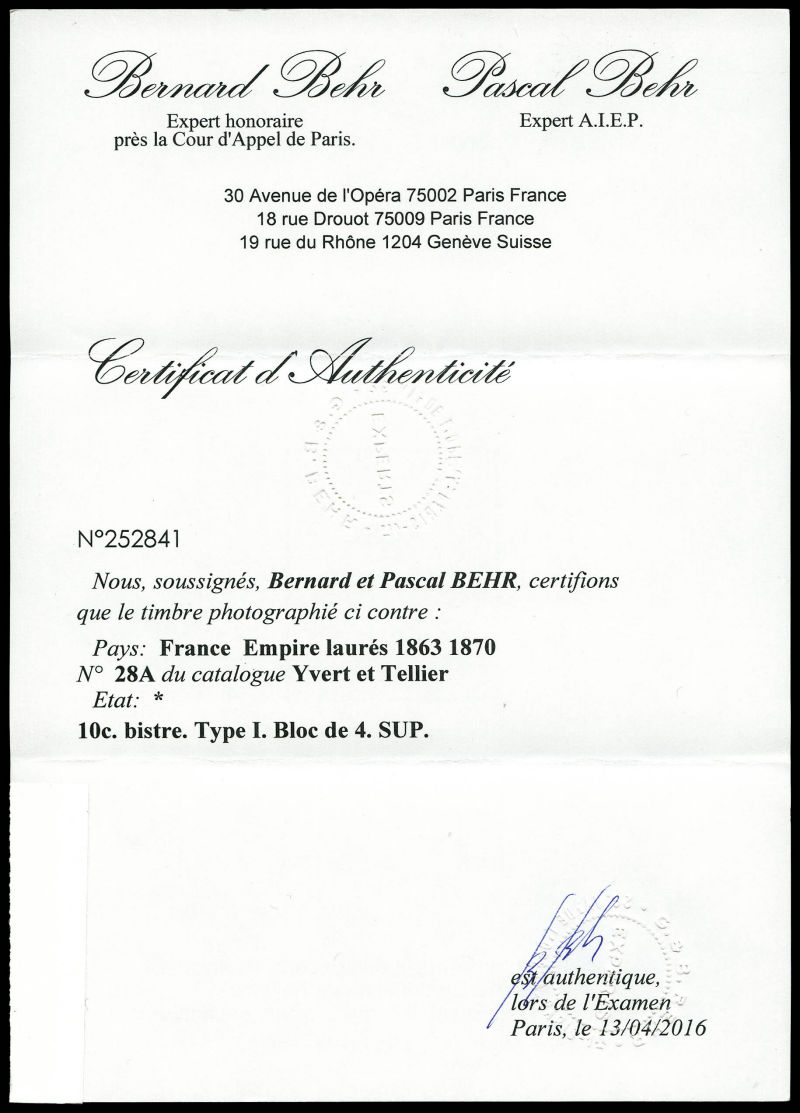 Bernard Behr
Expert honoraire
près la Cour d'Appel de Paris.
Pascal Behr
Expert A.I.E.P.
30 Avenue de l'Opéra 75002 Paris France
18 rue Drouot 75009 Paris France
19 rue du Rhône 1204 Genève Suisse
Certificat d'Authenticité
EXPERTS
BEHR
N°252841
Nous, soussignés, Bernard et Pascal BEHR, certifions
que le timbre photographié ci contre :
Pays: France Empire laurés 1863 1870
N° 28A du catalogue Yvert et Tellier
Etat: *
10c. bistre. Type I. Bloc de 4. SUP.
est authentique,
lors de l'Examen
Paris, le 13/04/2016